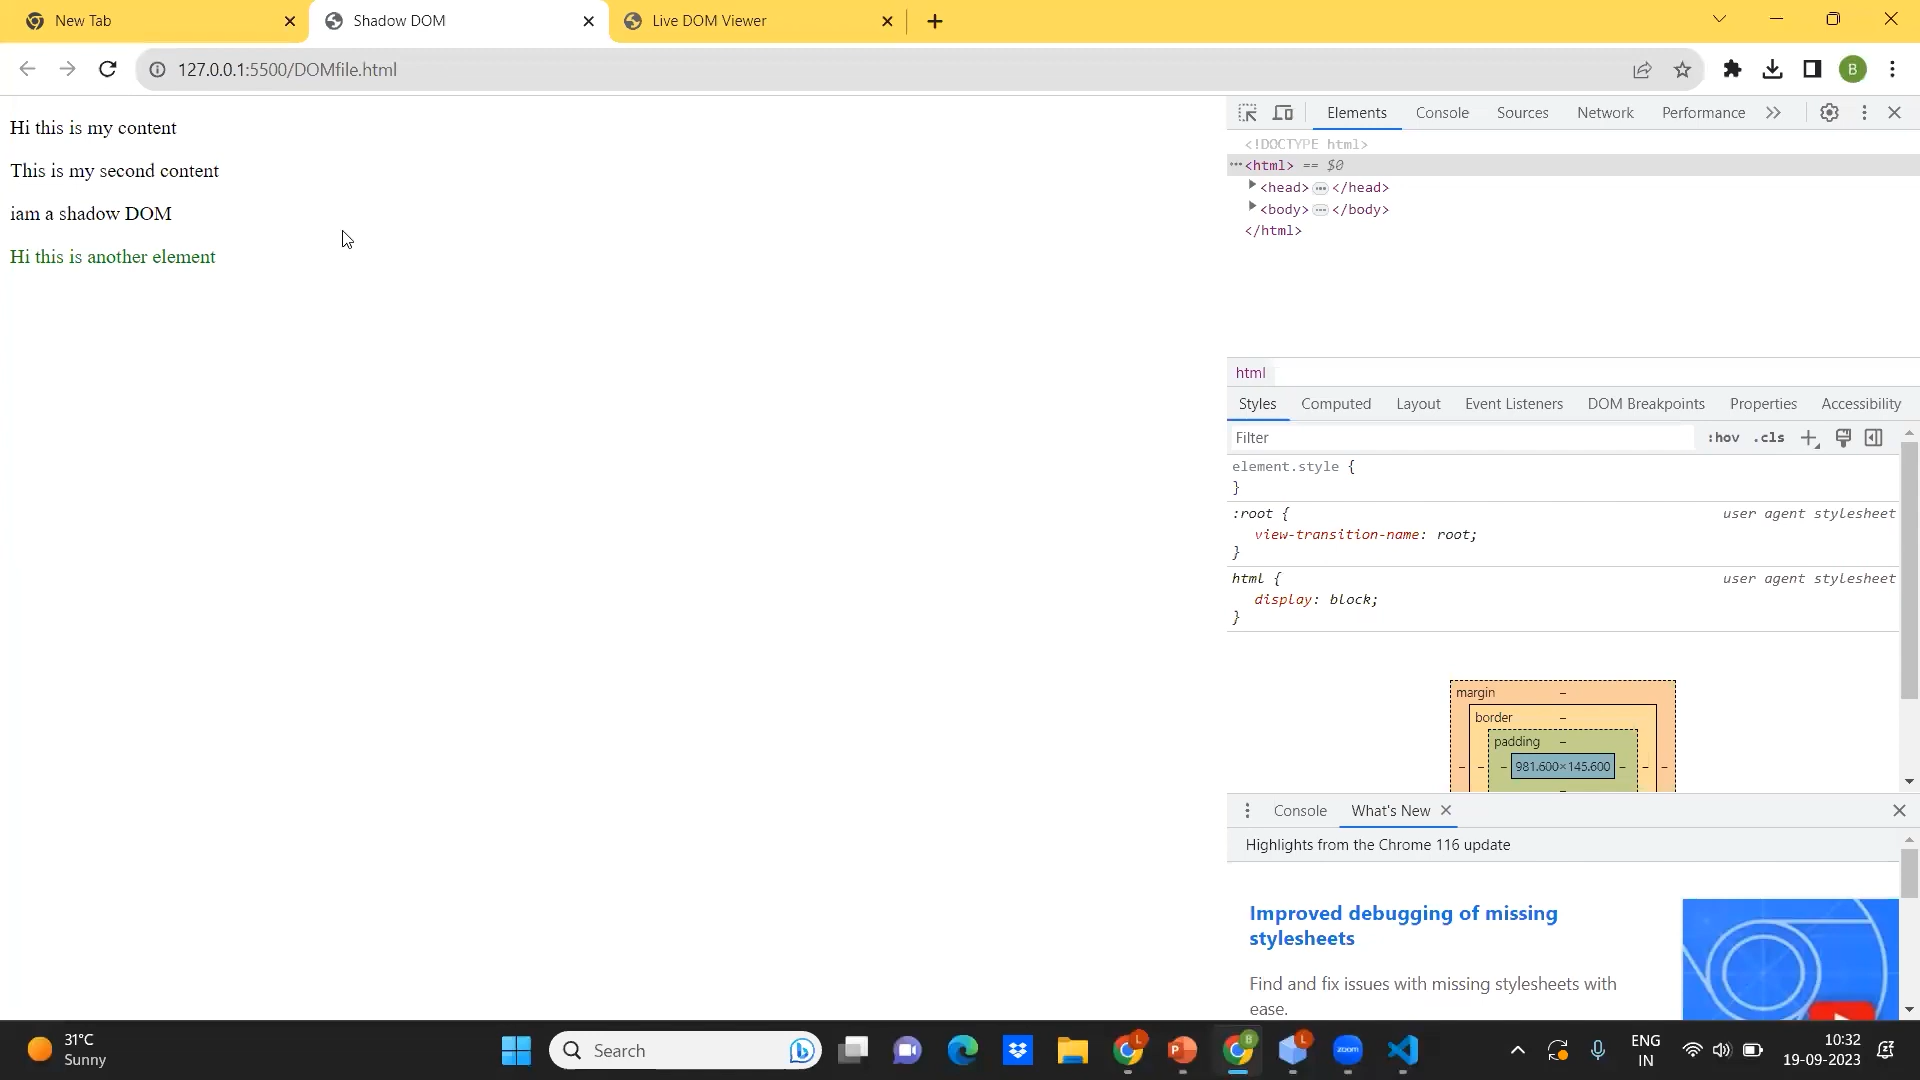 New Tab
Shadow DOM
Live DOM Viewer
127.0.0.1:5500/DOMfile.html
B
Hi this is my content
This is my second content
iam a shadow DOM
Hi this is another element
Elements
Console
Sources
Network
Performance
<!DOCTYPE html>
<html> == $0
<head> ⋯ </head>
<body> ⋯ </body>
</html>
html
Styles
Computed
Layout
Event Listeners
DOM Breakpoints
Properties
Accessibility
Filter
:hov .cls
element.style {
}
:root { user agent stylesheet
view-transition-name: root;
}
html { user agent stylesheet
display: block;
}
margin –
border –
padding –
– – – 981.600×145.600 – – –
Console
What's New
Highlights from the Chrome 116 update
Improved debugging of missing
stylesheets
Find and fix issues with missing stylesheets with
ease.
31°C
Sunny
Search
L
P
B
L
zoom
ENG
IN
10:32
19-09-2023